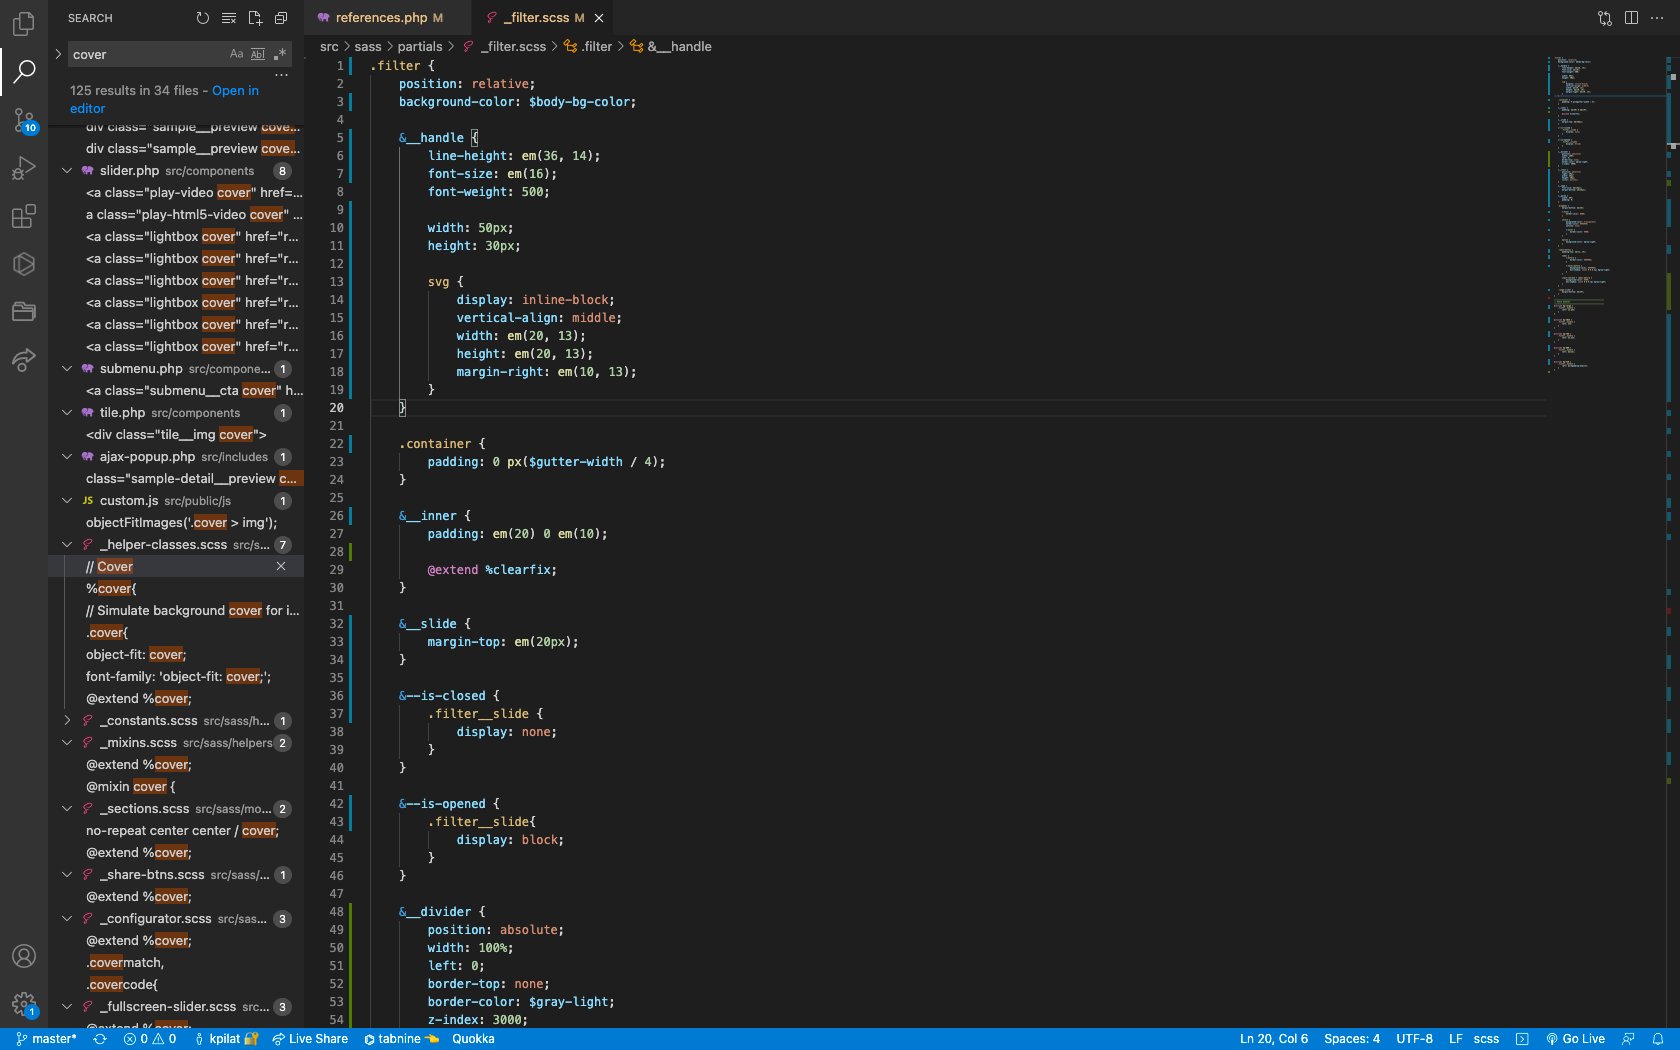 SEARCH
cover
Aa Abl .*
125 results in 34 files - Open in
editor
div class="sample__preview cove...
div class="sample__preview cove...
slider.php src/components 8
<a class="play-video cover" href=...
a class="play-html5-video cover" ...
<a class="lightbox cover" href="r...
<a class="lightbox cover" href="r...
<a class="lightbox cover" href="r...
<a class="lightbox cover" href="r...
<a class="lightbox cover" href="r...
<a class="lightbox cover" href="r...
submenu.php src/compone... 1
<a class="submenu__cta cover" h...
tile.php src/components 1
<div class="tile__img cover">
ajax-popup.php src/includes 1
class="sample-detail__preview c...
JS custom.js src/public/js 1
objectFitImages('.cover > img');
_helper-classes.scss src/s... 7
// Cover
%cover{
// Simulate background cover for i...
.cover{
object-fit: cover;
font-family: 'object-fit: cover;';
@extend %cover;
_constants.scss src/sass/h... 1
_mixins.scss src/sass/helpers 2
@extend %cover;
@mixin cover {
_sections.scss src/sass/mo... 2
no-repeat center center / cover;
@extend %cover;
_share-btns.scss src/sass/... 1
@extend %cover;
_configurator.scss src/sas... 3
@extend %cover;
.covermatch,
.covercode{
_fullscreen-slider.scss src... 3
@extend %cover;
10
1
references.php M
_filter.scss M
src > sass > partials > _filter.scss > .filter > &__handle
1 .filter {
2 position: relative;
3 background-color: $body-bg-color;
4
5 &__handle {
6 line-height: em(36, 14);
7 font-size: em(16);
8 font-weight: 500;
9
10 width: 50px;
11 height: 30px;
12
13 svg {
14 display: inline-block;
15 vertical-align: middle;
16 width: em(20, 13);
17 height: em(20, 13);
18 margin-right: em(10, 13);
19 }
20 }
21
22 .container {
23 padding: 0 px($gutter-width / 4);
24 }
25
26 &__inner {
27 padding: em(20) 0 em(10);
28
29 @extend %clearfix;
30 }
31
32 &__slide {
33 margin-top: em(20px);
34 }
35
36 &--is-closed {
37 .filter__slide {
38 display: none;
39 }
40 }
41
42 &--is-opened {
43 .filter__slide{
44 display: block;
45 }
46 }
47
48 &__divider {
49 position: absolute;
50 width: 100%;
51 left: 0;
52 border-top: none;
53 border-color: $gray-light;
54 z-index: 3000;
master* 0 0 kpilat Live Share tabnine Quokka
Ln 20, Col 6 Spaces: 4 UTF-8 LF scss Go Live